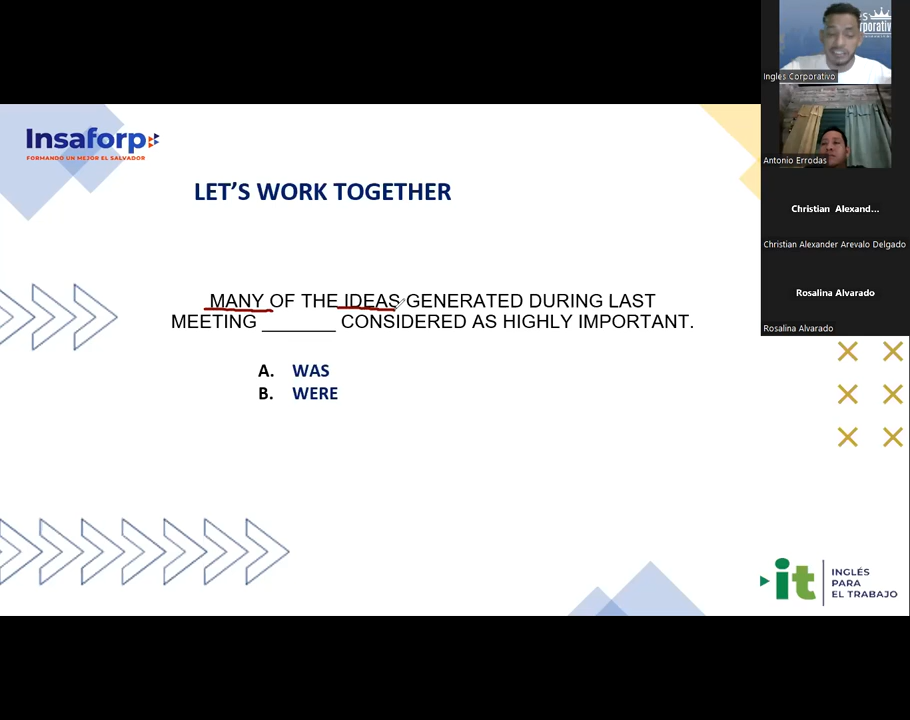 s
rporativ
Ingles Corporativo
Antonio Errodas
Christian Alexand...
Christian Alexander Arevalo Delgado
Rosalina Alvarado
Rosalina Alvarado
Insaforp
FORMANDO UN MEJOR EL SALVADOR
LET'S WORK TOGETHER
MANY OF THE IDEAS GENERATED DURING LAST
MEETING _______ CONSIDERED AS HIGHLY IMPORTANT.
A. WAS
B. WERE
it
INGLÉS
PARA
EL TRABAJO